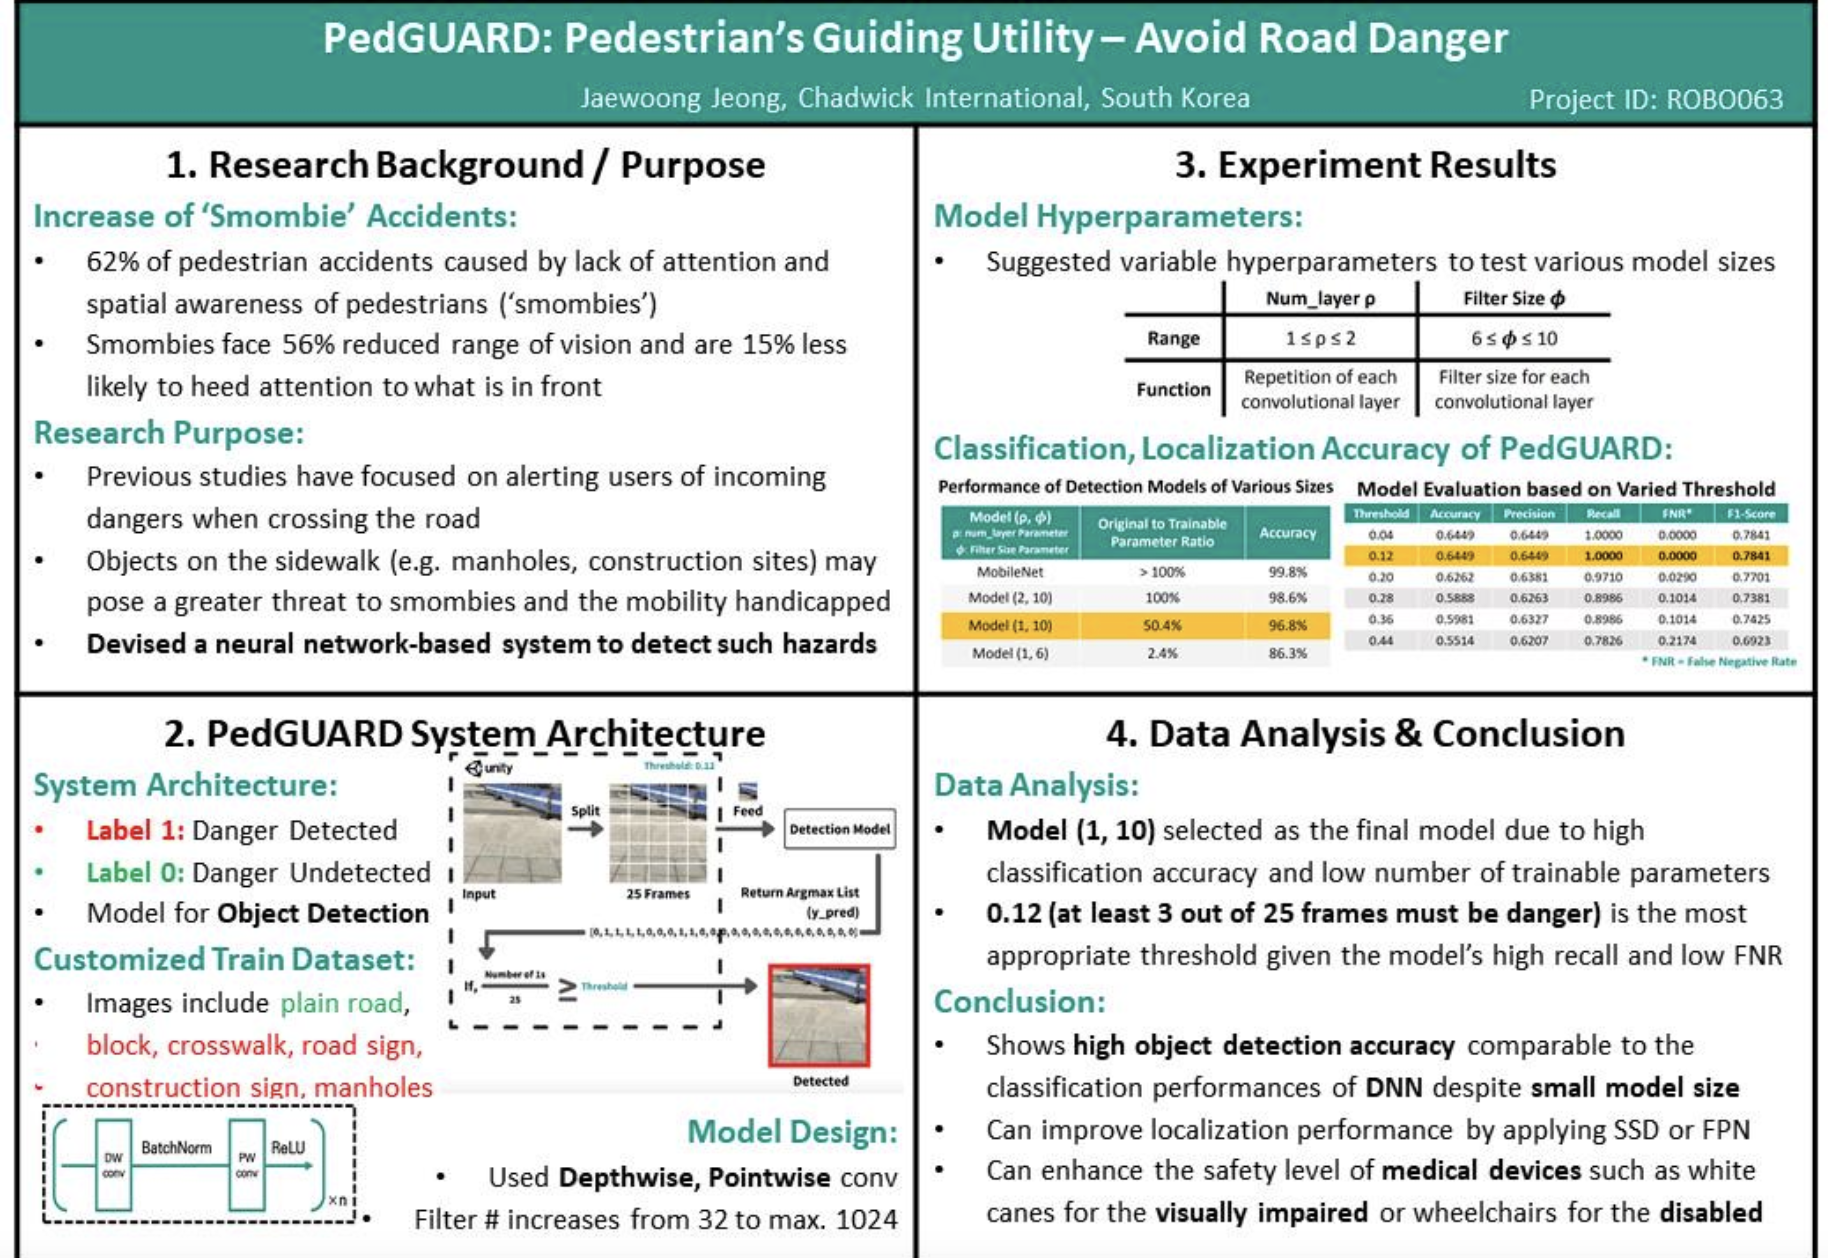 PedGUARD: Pedestrian's Guiding Utility – Avoid Road Danger
Jaewoong Jeong, Chadwick International, South Korea
Project ID: ROBO063
1. Research Background / Purpose
Increase of 'Smombie' Accidents:
• 62% of pedestrian accidents caused by lack of attention and
spatial awareness of pedestrians ('smombies')
• Smombies face 56% reduced range of vision and are 15% less
likely to heed attention to what is in front
Research Purpose:
• Previous studies have focused on alerting users of incoming
dangers when crossing the road
• Objects on the sidewalk (e.g. manholes, construction sites) may
pose a greater threat to smombies and the mobility handicapped
• Devised a neural network-based system to detect such hazards
2. PedGUARD System Architecture
System Architecture:
• Label 1: Danger Detected
• Label 0: Danger Undetected
• Model for Object Detection
Customized Train Dataset:
• Images include plain road,
block, crosswalk, road sign,
construction sign, manholes
unity
Threshold: 0.12
Split
Feed
Detection Model
Input
25 Frames
Return Argmax List
(y_pred)
[0, 1, 1, 1, 1, 0, 0, 0, 1, 1, 0, 0, 0, 0, 0, 0, 0, 0, 0, 0, 0, 0, 0, 0, 0]
If, Number of 1s
25
≥ Threshold
Detected
DW
conv
BatchNorm
PW
conv
ReLU
×n
Model Design:
• Used Depthwise, Pointwise conv
• Filter # increases from 32 to max. 1024
3. Experiment Results
Model Hyperparameters:
• Suggested variable hyperparameters to test various model sizes
Num_layer ρ Filter Size ϕ
Range 1 ≤ ρ ≤ 2 6 ≤ ϕ ≤ 10
Function Repetition of each convolutional layer Filter size for each convolutional layer
Classification, Localization Accuracy of PedGUARD:
Performance of Detection Models of Various Sizes
Model (ρ, ϕ)
ρ: num_layer Parameter
ϕ: Filter Size Parameter
Original to Trainable
Parameter Ratio
Accuracy
MobileNet > 100% 99.8%
Model (2, 10) 100% 98.6%
Model (1, 10) 50.4% 96.8%
Model (1, 6) 2.4% 86.3%
Model Evaluation based on Varied Threshold
Threshold Accuracy Precision Recall FNR* F1-Score
0.04 0.6449 0.6449 1.0000 0.0000 0.7841
0.12 0.6449 0.6449 1.0000 0.0000 0.7841
0.20 0.6262 0.6381 0.9710 0.0290 0.7701
0.28 0.5888 0.6263 0.8986 0.1014 0.7381
0.36 0.5981 0.6327 0.8986 0.1014 0.7425
0.44 0.5514 0.6207 0.7826 0.2174 0.6923
* FNR = False Negative Rate
4. Data Analysis & Conclusion
Data Analysis:
• Model (1, 10) selected as the final model due to high
classification accuracy and low number of trainable parameters
• 0.12 (at least 3 out of 25 frames must be danger) is the most
appropriate threshold given the model's high recall and low FNR
Conclusion:
• Shows high object detection accuracy comparable to the
classification performances of DNN despite small model size
• Can improve localization performance by applying SSD or FPN
• Can enhance the safety level of medical devices such as white
canes for the visually impaired or wheelchairs for the disabled